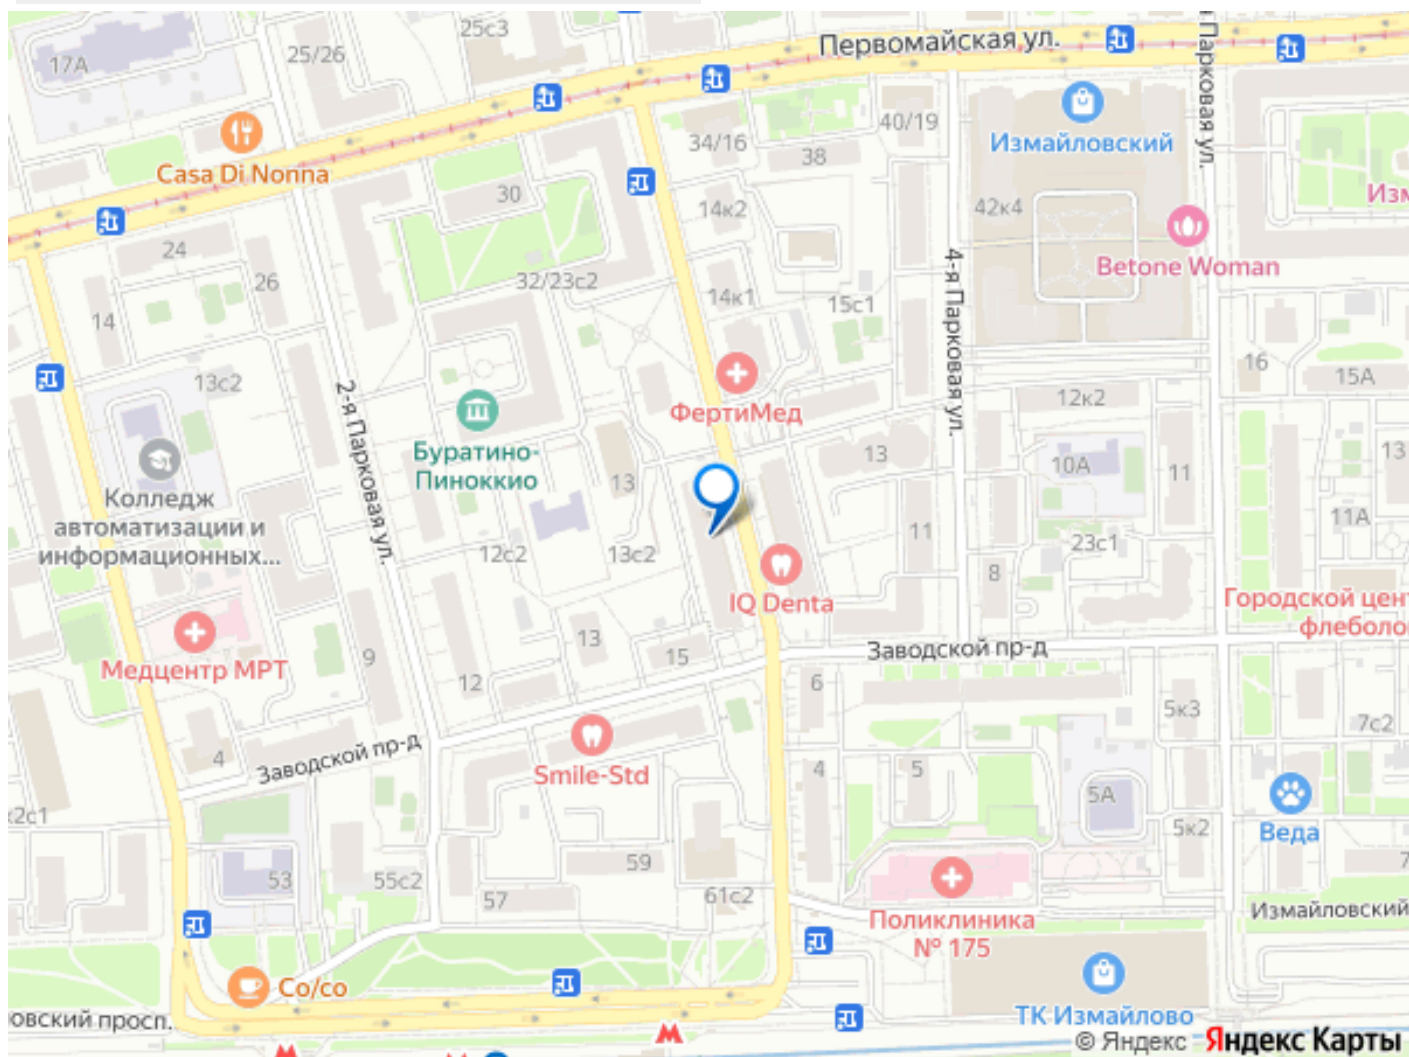 25с3
17А
25/26
Первомайская ул.
я Парковая ул.
Casa Di Nonna
34/16
40/19
38
Измайловский
Изм
30
14к2
42к4
Betone Woman
24
26
32/23с2
14к1
15с1
4-я Парковая ул.
14
13с2
2-я Парковая ул.
16
15А
12к2
ФертиМед
Буратино-
Пиноккио
Колледж
автоматизации и
информационных...
13
13
10А
11
13
12с2
13с2
11
23с1
11А
8
IQ Denta
Городской цен
флеболо
Медцентр МРТ
9
13
15
Заводской пр-д
12
6
5к3
7с2
4
Заводской пр-д
Smile-Std
4
5
5А
5к2
Веда
к2с1
53
55с2
57
59
61с2
7
Поликлиника
№ 175
Измайловский
Co/co
овский просп.
ТК Измайлово
© Яндекс Яндекс Карты